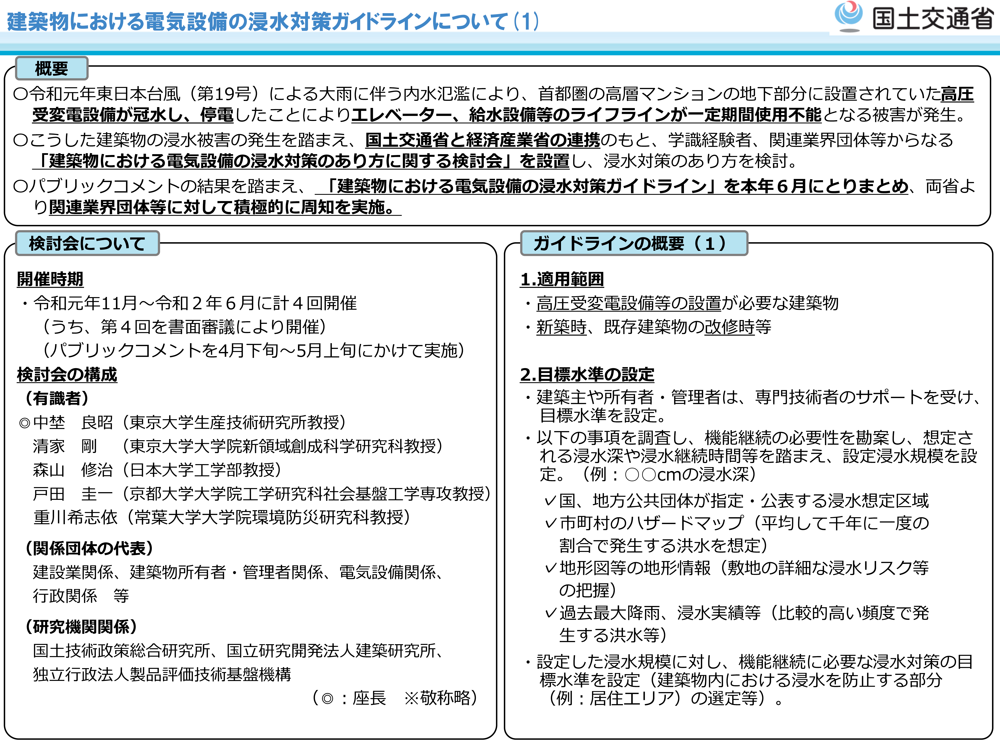 建築物における電気設備の浸水対策ガイドラインについて(1)
国土交通省
概要
〇令和元年東日本台風（第19号）による大雨に伴う内水氾濫により、首都圏の高層マンションの地下部分に設置されていた高圧
受変電設備が冠水し、停電したことによりエレベーター、給水設備等のライフラインが一定期間使用不能となる被害が発生。
〇こうした建築物の浸水被害の発生を踏まえ、国土交通省と経済産業省の連携のもと、学識経験者、関連業界団体等からなる
「建築物における電気設備の浸水対策のあり方に関する検討会」を設置し、浸水対策のあり方を検討。
〇パブリックコメントの結果を踏まえ、「建築物における電気設備の浸水対策ガイドライン」を本年６月にとりまとめ、両省よ
り関連業界団体等に対して積極的に周知を実施。
検討会について
開催時期
・令和元年11月～令和２年６月に計４回開催
（うち、第４回を書面審議により開催）
（パブリックコメントを4月下旬～5月上旬にかけて実施）
検討会の構成
（有識者）
◎中埜　良昭（東京大学生産技術研究所教授）
清家　剛　（東京大学大学院新領域創成科学研究科教授）
森山　修治（日本大学工学部教授）
戸田　圭一（京都大学大学院工学研究科社会基盤工学専攻教授）
重川希志依（常葉大学大学院環境防災研究科教授）
（関係団体の代表）
建設業関係、建築物所有者・管理者関係、電気設備関係、
行政関係　等
（研究機関関係）
国土技術政策総合研究所、国立研究開発法人建築研究所、
独立行政法人製品評価技術基盤機構
（◎：座長　※敬称略）
ガイドラインの概要（１）
1.適用範囲
・高圧受変電設備等の設置が必要な建築物
・新築時、既存建築物の改修時等
2.目標水準の設定
・建築主や所有者・管理者は、専門技術者のサポートを受け、
目標水準を設定。
・以下の事項を調査し、機能継続の必要性を勘案し、想定さ
れる浸水深や浸水継続時間等を踏まえ、設定浸水規模を設
定。（例：○○cmの浸水深）
✓国、地方公共団体が指定・公表する浸水想定区域
✓市町村のハザードマップ（平均して千年に一度の
割合で発生する洪水を想定）
✓地形図等の地形情報（敷地の詳細な浸水リスク等
の把握）
✓過去最大降雨、浸水実績等（比較的高い頻度で発
生する洪水等）
・設定した浸水規模に対し、機能継続に必要な浸水対策の目
標水準を設定（建築物内における浸水を防止する部分
（例：居住エリア）の選定等）。